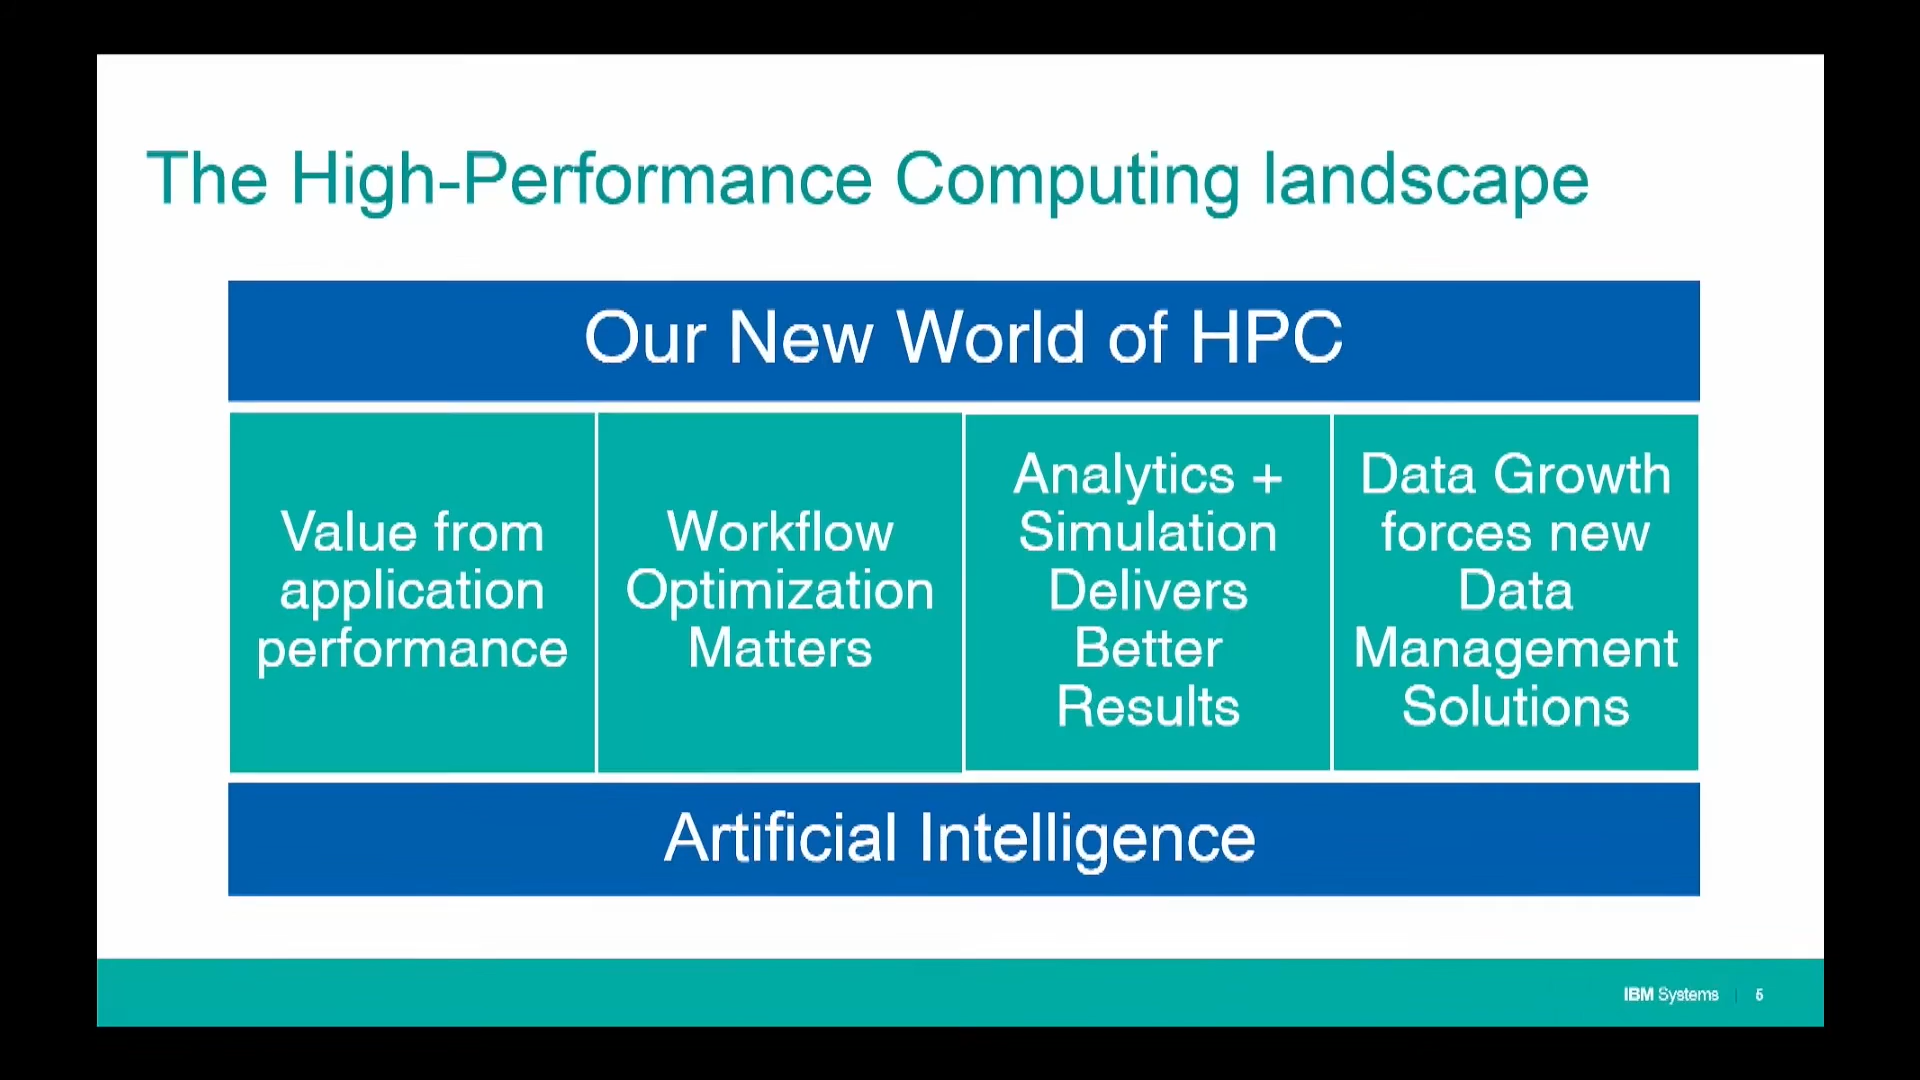 The High-Performance Computing landscape
Our New World of HPC
Value from
application
performance
Workflow
Optimization
Matters
Analytics +
Simulation
Delivers
Better
Results
Data Growth
forces new
Data
Management
Solutions
Artificial Intelligence
IBM Systems | 5